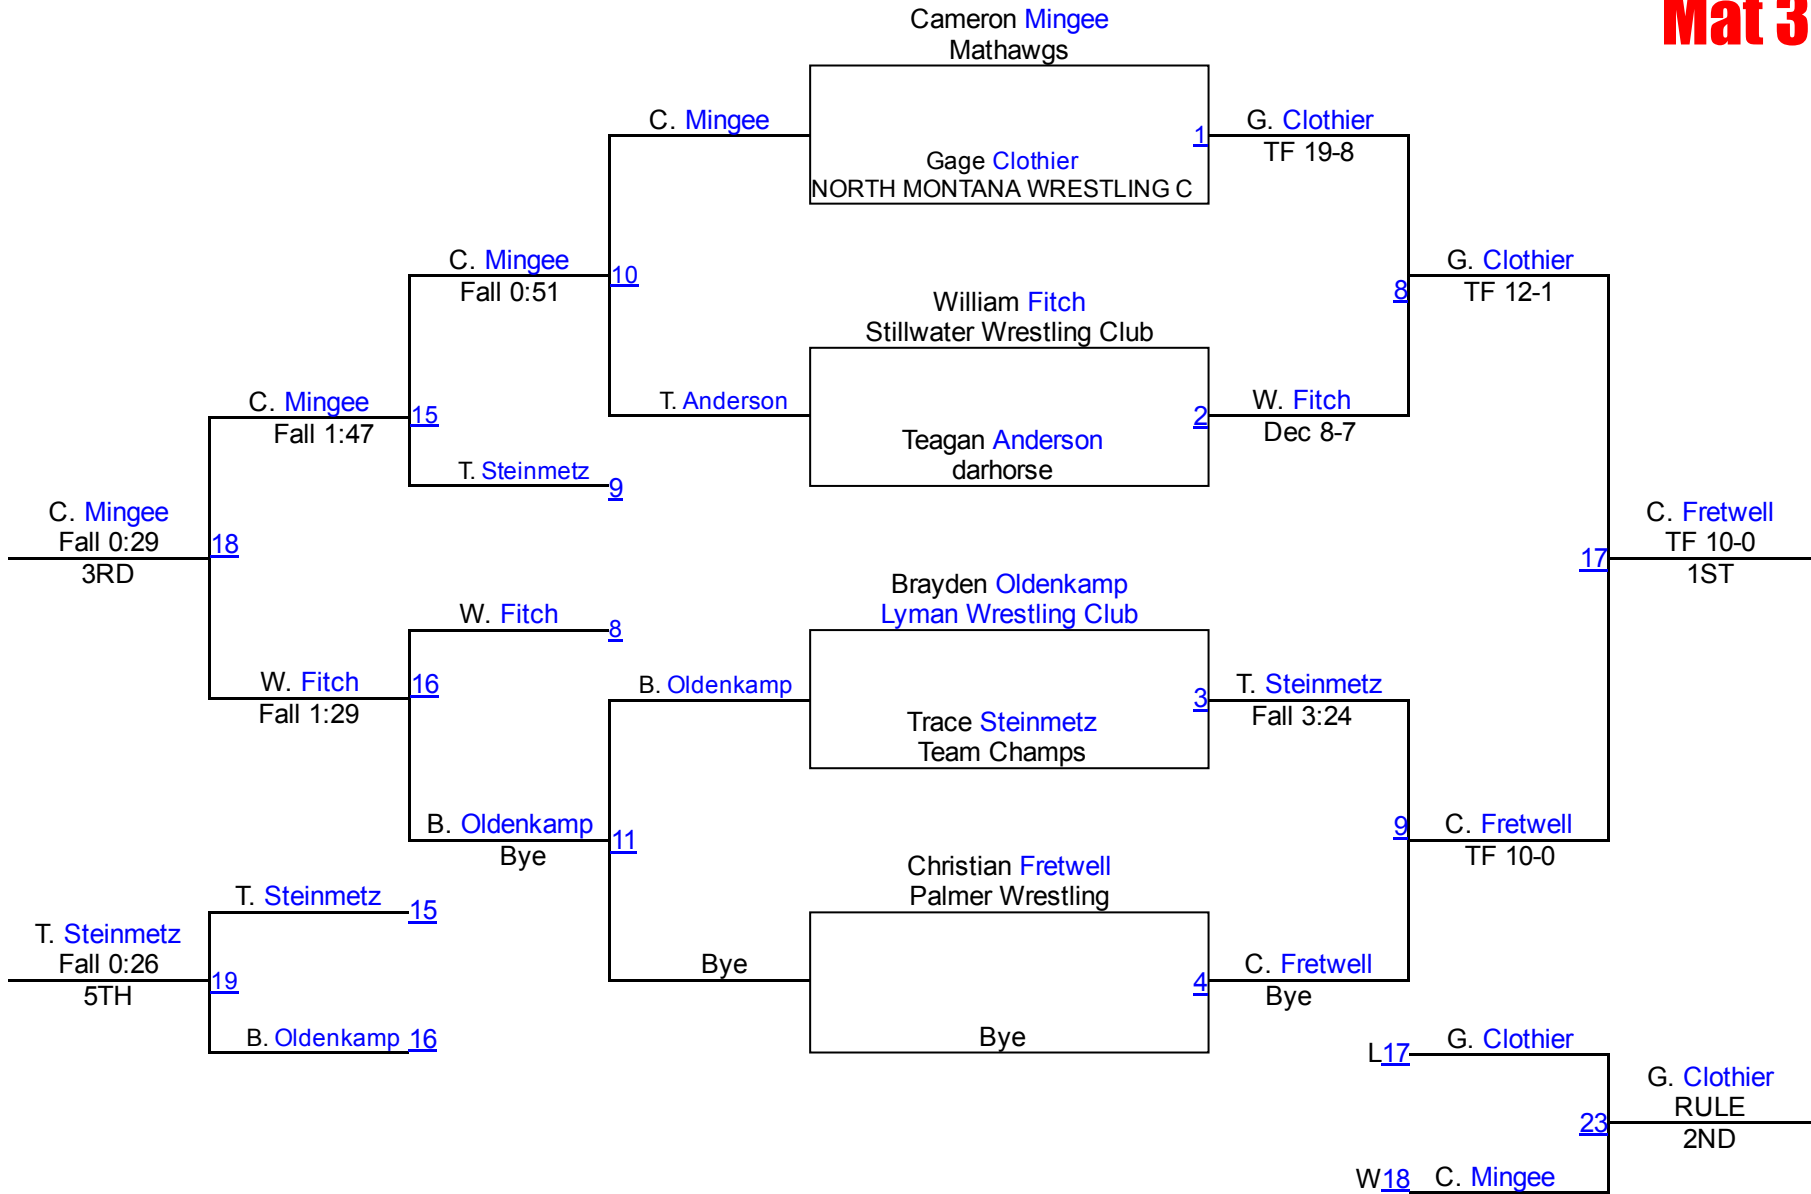 Mat 3
Cameron Mingee
Mathawgs
C. Mingee
1
G. Clothier
TF 19-8
Gage Clothier
NORTH MONTANA WRESTLING C
C. Mingee
Fall 0:51
10
8
G. Clothier
TF 12-1
William Fitch
Stillwater Wrestling Club
C. Mingee
Fall 1:47
15
T. Anderson
2
W. Fitch
Dec 8-7
Teagan Anderson
darhorse
T. Steinmetz
9
C. Mingee
Fall 0:29
3RD
18
17
C. Fretwell
TF 10-0
1ST
Brayden Oldenkamp
Lyman Wrestling Club
W. Fitch
8
W. Fitch
Fall 1:29
16
B. Oldenkamp
3
T. Steinmetz
Fall 3:24
Trace Steinmetz
Team Champs
B. Oldenkamp
Bye
11
9
C. Fretwell
TF 10-0
Christian Fretwell
Palmer Wrestling
T. Steinmetz
15
T. Steinmetz
Fall 0:26
5TH
19
Bye
4
C. Fretwell
Bye
B. Oldenkamp
16
Bye
L17
G. Clothier
23
G. Clothier
RULE
2ND
W18
C. Mingee